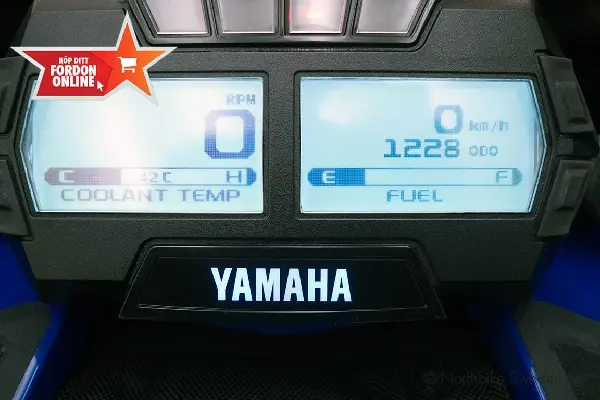 KÖP DITT
FORDON
ONLINE
RPM
0
C
42C
H
COOLANT TEMP
0 km/h
1228 ODO
E
F
FUEL
YAMAHA